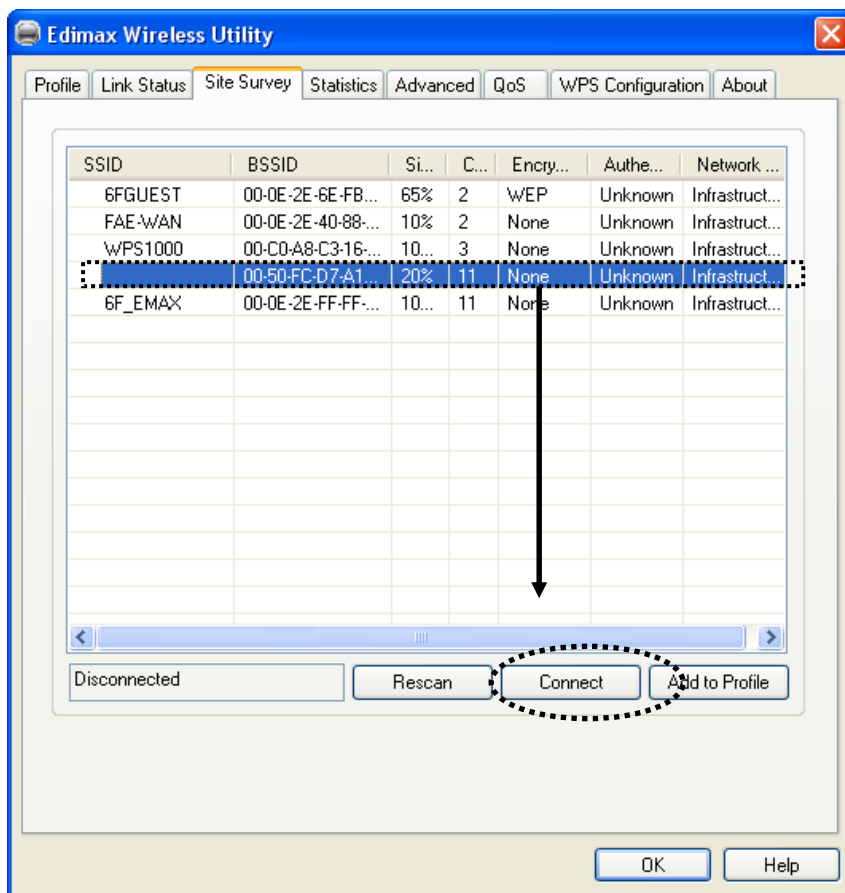 Edimax Wireless Utility
Profile Link Status Site Survey Statistics Advanced QoS WPS Configuration About
SSID BSSID Si... C... Encry... Authe... Network ...
6FGUEST 00-0E-2E-6E-FB... 65% 2 WEP Unknown Infrastruct...
FAE-WAN 00-0E-2E-40-88-... 10% 2 None Unknown Infrastruct...
WPS1000 00-C0-A8-C3-16-... 10... 3 None Unknown Infrastruct...
00-50-FC-D7-A1... 20% 11 None Unknown Infrastruct...
6F_EMAX 00-0E-2E-FF-FF-... 10... 11 None Unknown Infrastruct...
Disconnected Rescan Connect Add to Profile
OK Help